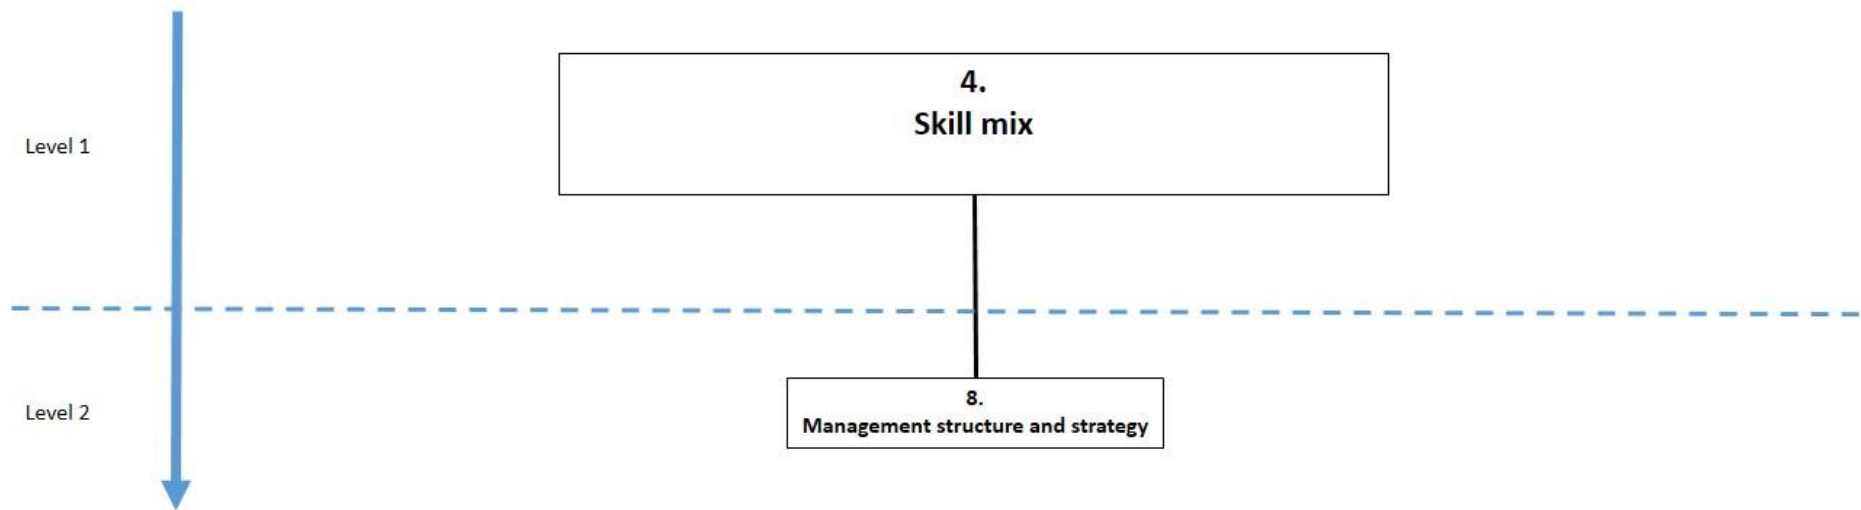 4.
Skill mix
Level 1
8.
Management structure and strategy
Level 2